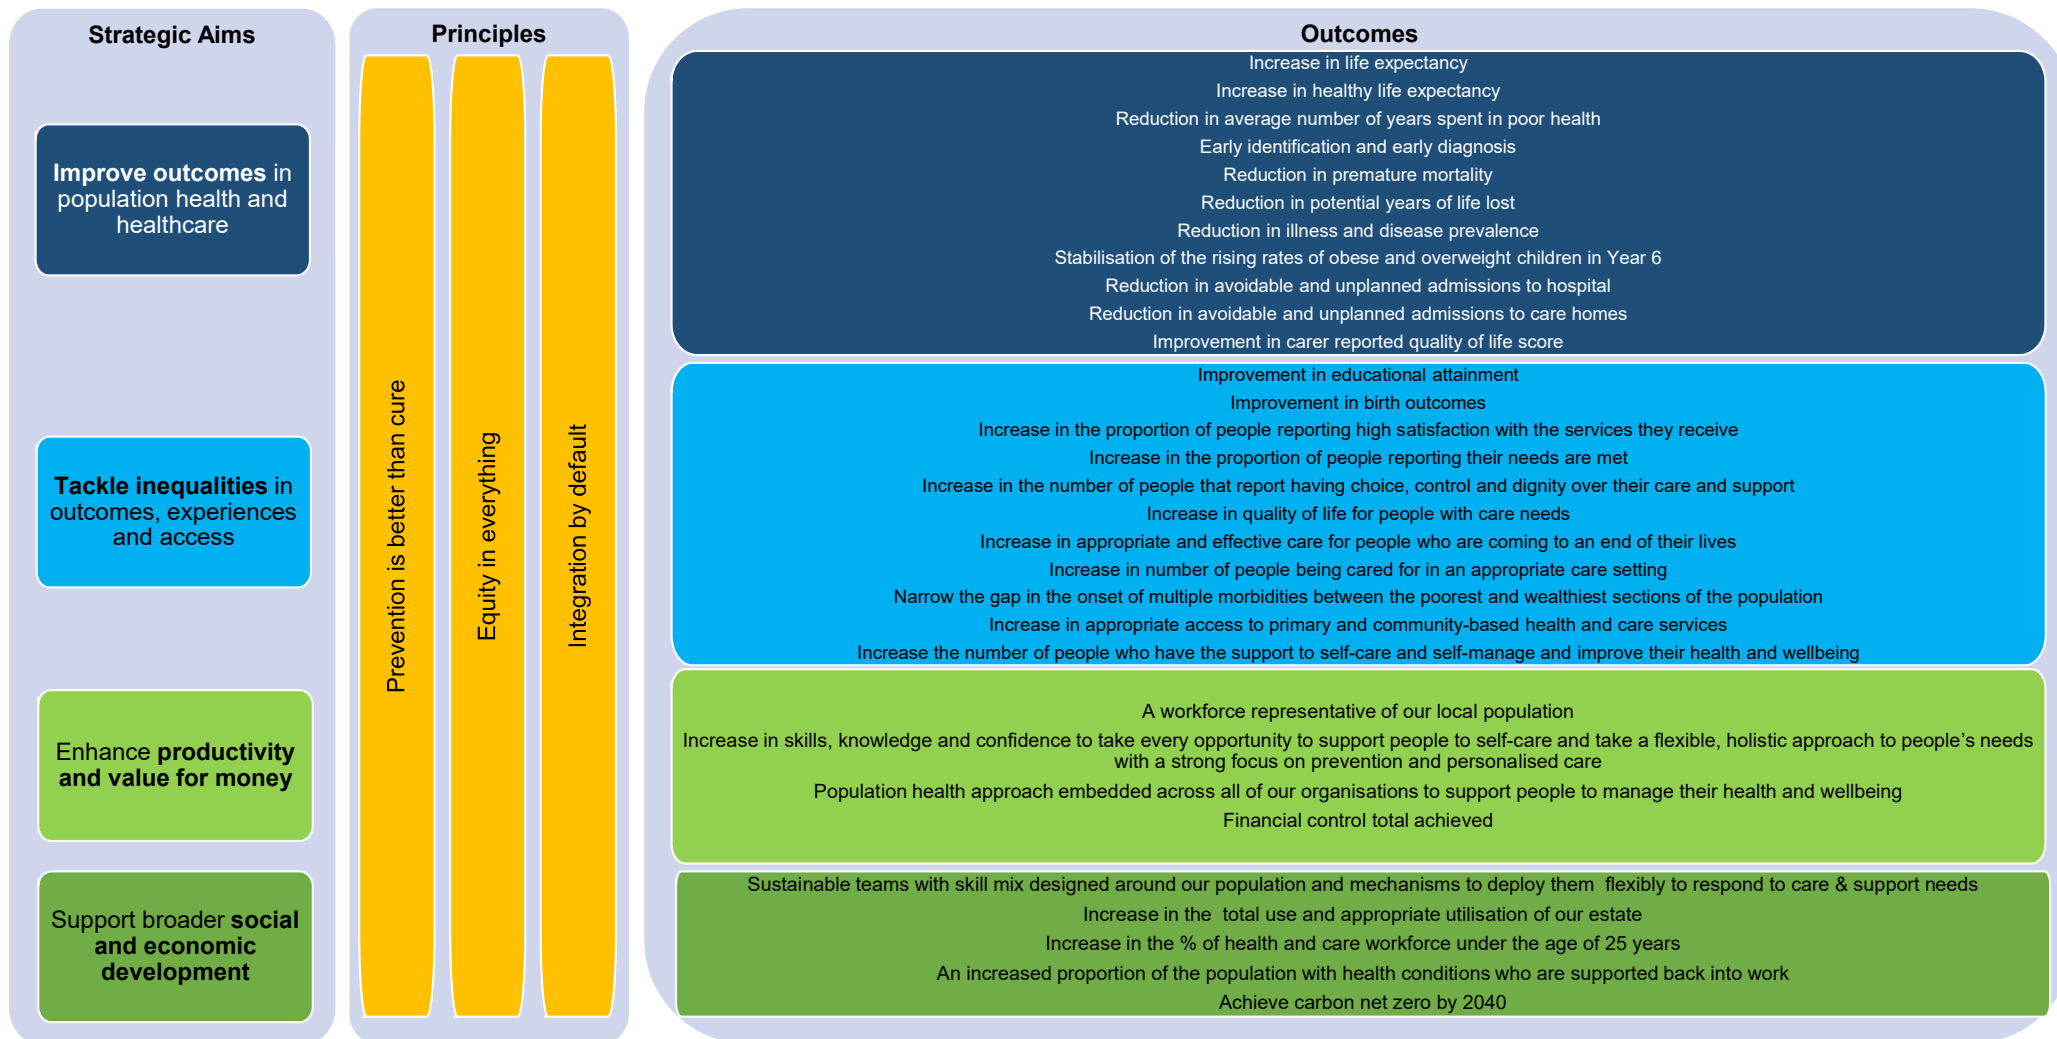 Strategic Aims
Improve outcomes in
population health and
healthcare
Tackle inequalities in
outcomes, experiences
and access
Enhance productivity
and value for money
Support broader social
and economic
development
Principles
Prevention is better than cure
Equity in everything
Integration by default
Outcomes
Increase in life expectancy
Increase in healthy life expectancy
Reduction in average number of years spent in poor health
Early identification and early diagnosis
Reduction in premature mortality
Reduction in potential years of life lost
Reduction in illness and disease prevalence
Stabilisation of the rising rates of obese and overweight children in Year 6
Reduction in avoidable and unplanned admissions to hospital
Reduction in avoidable and unplanned admissions to care homes
Improvement in carer reported quality of life score
Improvement in educational attainment
Improvement in birth outcomes
Increase in the proportion of people reporting high satisfaction with the services they receive
Increase in the proportion of people reporting their needs are met
Increase in the number of people that report having choice, control and dignity over their care and support
Increase in quality of life for people with care needs
Increase in appropriate and effective care for people who are coming to an end of their lives
Increase in number of people being cared for in an appropriate care setting
Narrow the gap in the onset of multiple morbidities between the poorest and wealthiest sections of the population
Increase in appropriate access to primary and community-based health and care services
Increase the number of people who have the support to self-care and self-manage and improve their health and wellbeing
A workforce representative of our local population
Increase in skills, knowledge and confidence to take every opportunity to support people to self-care and take a flexible, holistic approach to people’s needs
with a strong focus on prevention and personalised care
Population health approach embedded across all of our organisations to support people to manage their health and wellbeing
Financial control total achieved
Sustainable teams with skill mix designed around our population and mechanisms to deploy them flexibly to respond to care & support needs
Increase in the total use and appropriate utilisation of our estate
Increase in the % of health and care workforce under the age of 25 years
An increased proportion of the population with health conditions who are supported back into work
Achieve carbon net zero by 2040